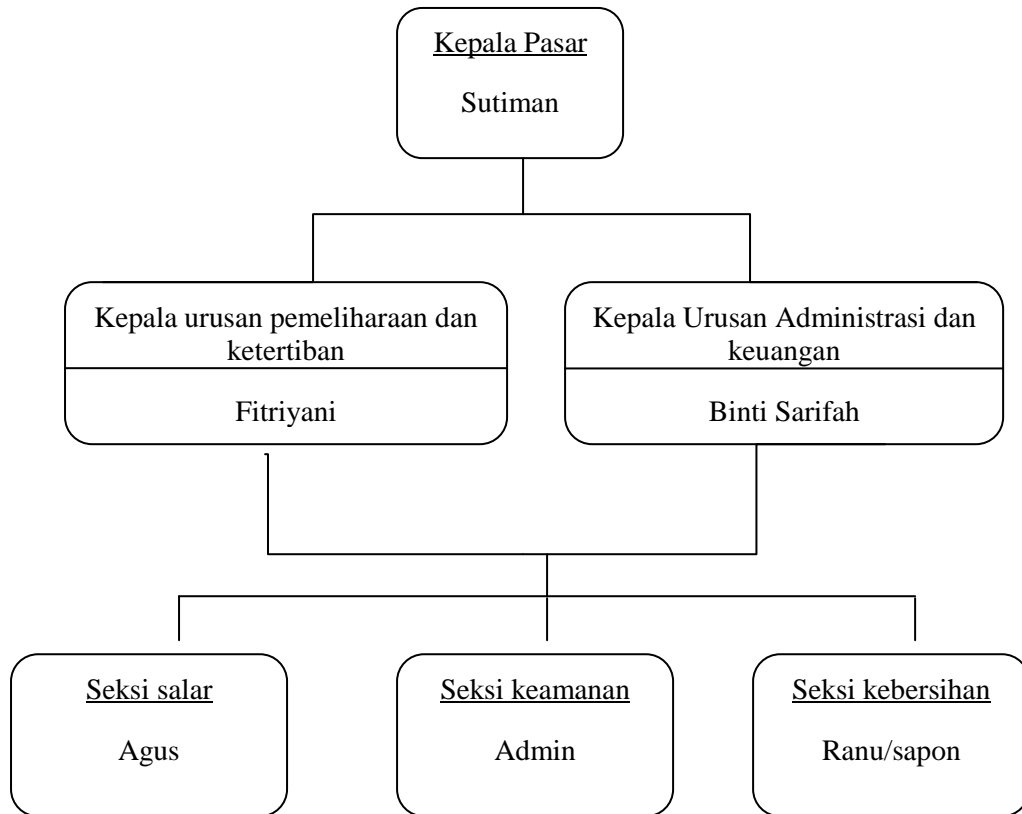 Kepala Pasar
Sutiman
Kepala urusan pemeliharaan dan
ketertiban
Fitriyani
Kepala Urusan Administrasi dan
keuangan
Binti Sarifah
Seksi salar
Agus
Seksi keamanan
Admin
Seksi kebersihan
Ranu/sapon